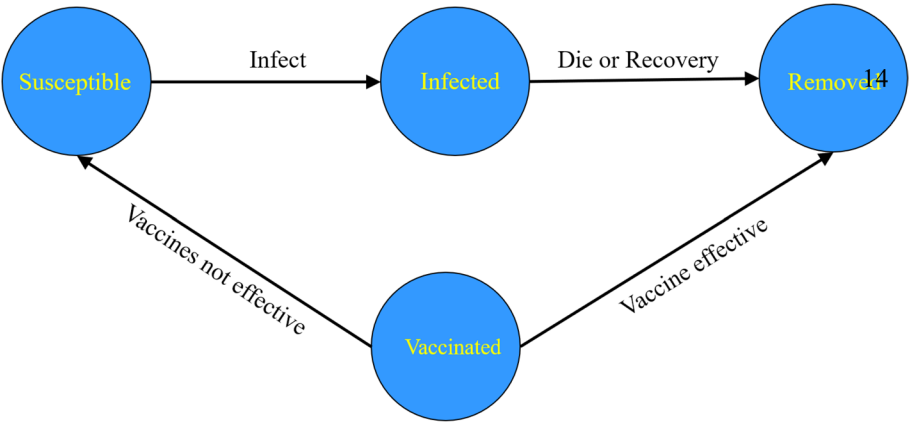 Infect
Die or Recovery
Susceptible
Infected
Removed
14
Vaccines not effective
Vaccine effective
Vaccinated